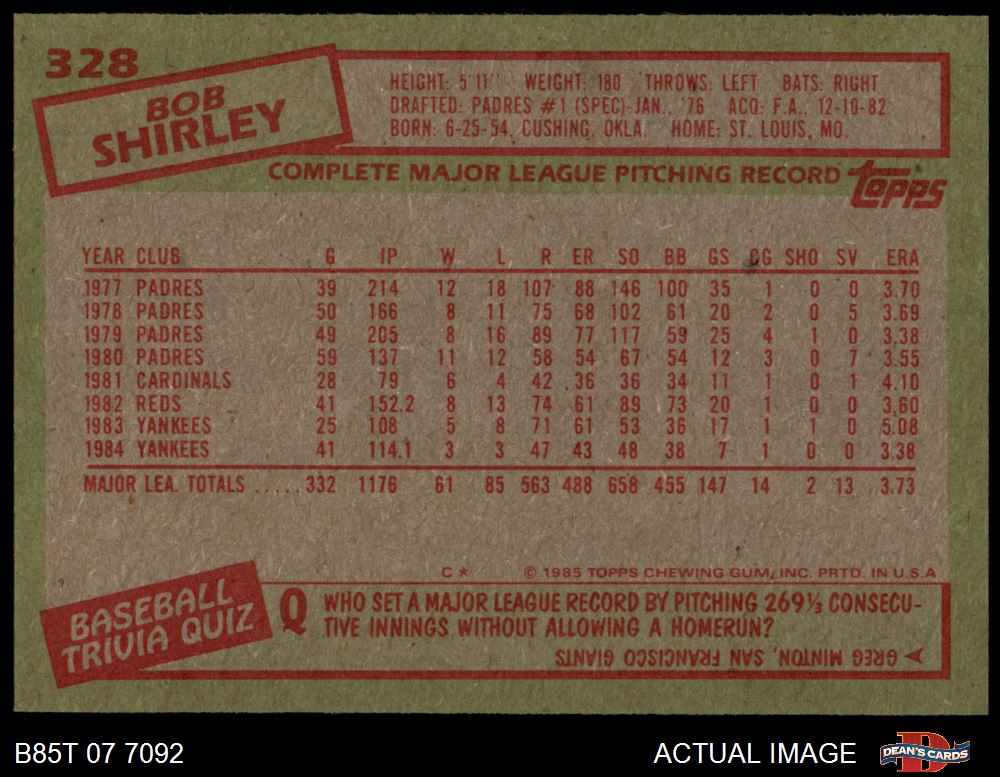 328
BOB
SHIRLEY
HEIGHT: 5'11" WEIGHT: 180 THROWS: LEFT BATS: RIGHT
DRAFTED: PADRES #1 (SPEC)-JAN., '76 ACQ: F.A., 12-10-82
BORN: 6-25-54, CUSHING, OKLA. HOME: ST. LOUIS, MO.
COMPLETE MAJOR LEAGUE PITCHING RECORD topps
YEAR CLUB G IP W L R ER SO BB GS CG SHO SV ERA
1977 PADRES 39 214 12 18 107 88 146 100 35 1 0 0 3.70
1978 PADRES 50 166 8 11 75 68 102 61 20 2 0 5 3.69
1979 PADRES 49 205 8 16 89 77 117 59 25 4 1 0 3.38
1980 PADRES 59 137 11 12 58 54 67 54 12 3 0 7 3.55
1981 CARDINALS 28 79 6 4 42 36 36 34 11 1 0 1 4.10
1982 REDS 41 152.2 8 13 74 61 89 73 20 1 0 0 3.60
1983 YANKEES 25 108 5 8 71 61 53 36 17 1 1 0 5.08
1984 YANKEES 41 114.1 3 3 47 43 48 38 7 1 0 0 3.38
MAJOR LEA. TOTALS .....332 1176 61 85 563 488 658 455 147 14 2 13 3.73
C* © 1985 TOPPS CHEWING GUM, INC. PRTD. IN U.S.A
BASEBALL
TRIVIA QUIZ
Q WHO SET A MAJOR LEAGUE RECORD BY PITCHING 269⅓ CONSECU-
TIVE INNINGS WITHOUT ALLOWING A HOMERUN?
GREG MINTON, SAN FRANCISCO GIANTS
B85T 07 7092
ACTUAL IMAGE
D
DEAN'S CARDS